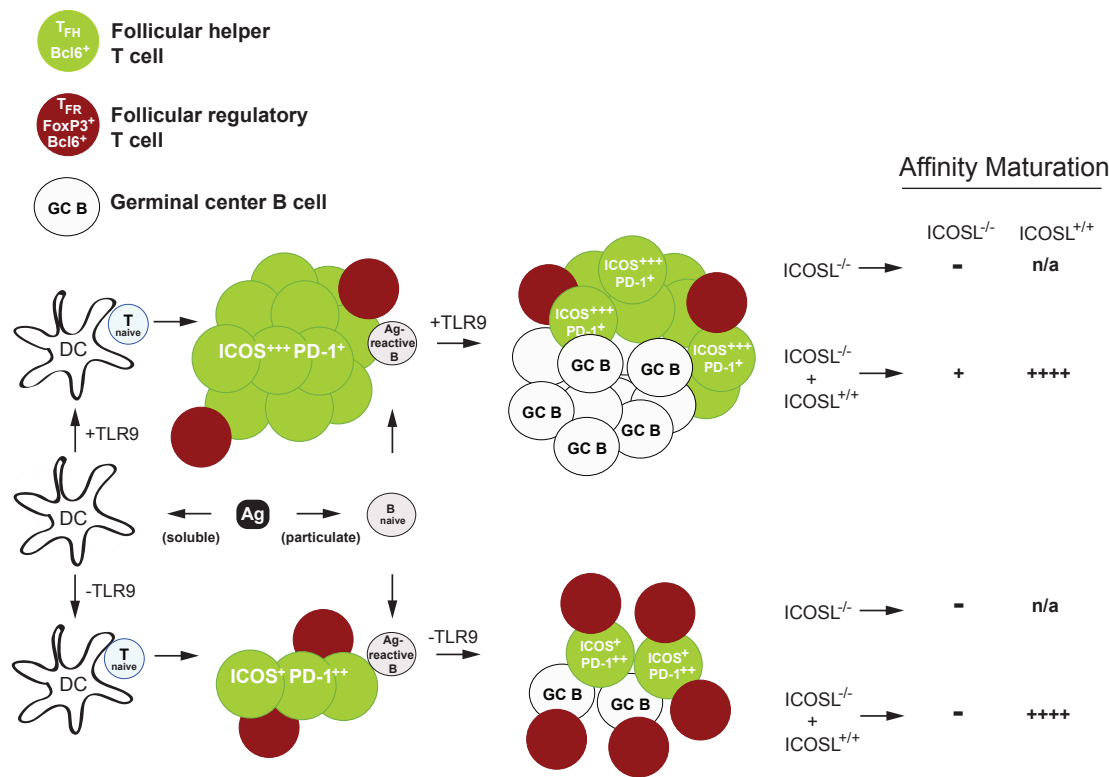 TFH
Bcl6+
Follicular helper
T cell
TFR
FoxP3+
Bcl6+
Follicular regulatory
T cell
GC B
Germinal center B cell
Affinity Maturation
ICOSL-/- ICOSL+/+
ICOSL-/- - n/a
ICOSL-/-
+
ICOSL+/+
+ ++++
DC
T
naive
ICOS+++ PD-1+
Ag-
reactive
B
+TLR9
ICOS+++
PD-1+
ICOS+++
PD-1+
ICOS+++
PD-1+
GC B
GC B
GC B
GC B
GC B
+TLR9
DC
(soluble)
Ag
(particulate)
B
naive
-TLR9
DC
T
naive
ICOS+ PD-1++
Ag-
reactive
B
-TLR9
ICOS+
PD-1++
ICOS+
PD-1++
GC B
GC B
ICOSL-/- - n/a
ICOSL-/-
+
ICOSL+/+
- ++++